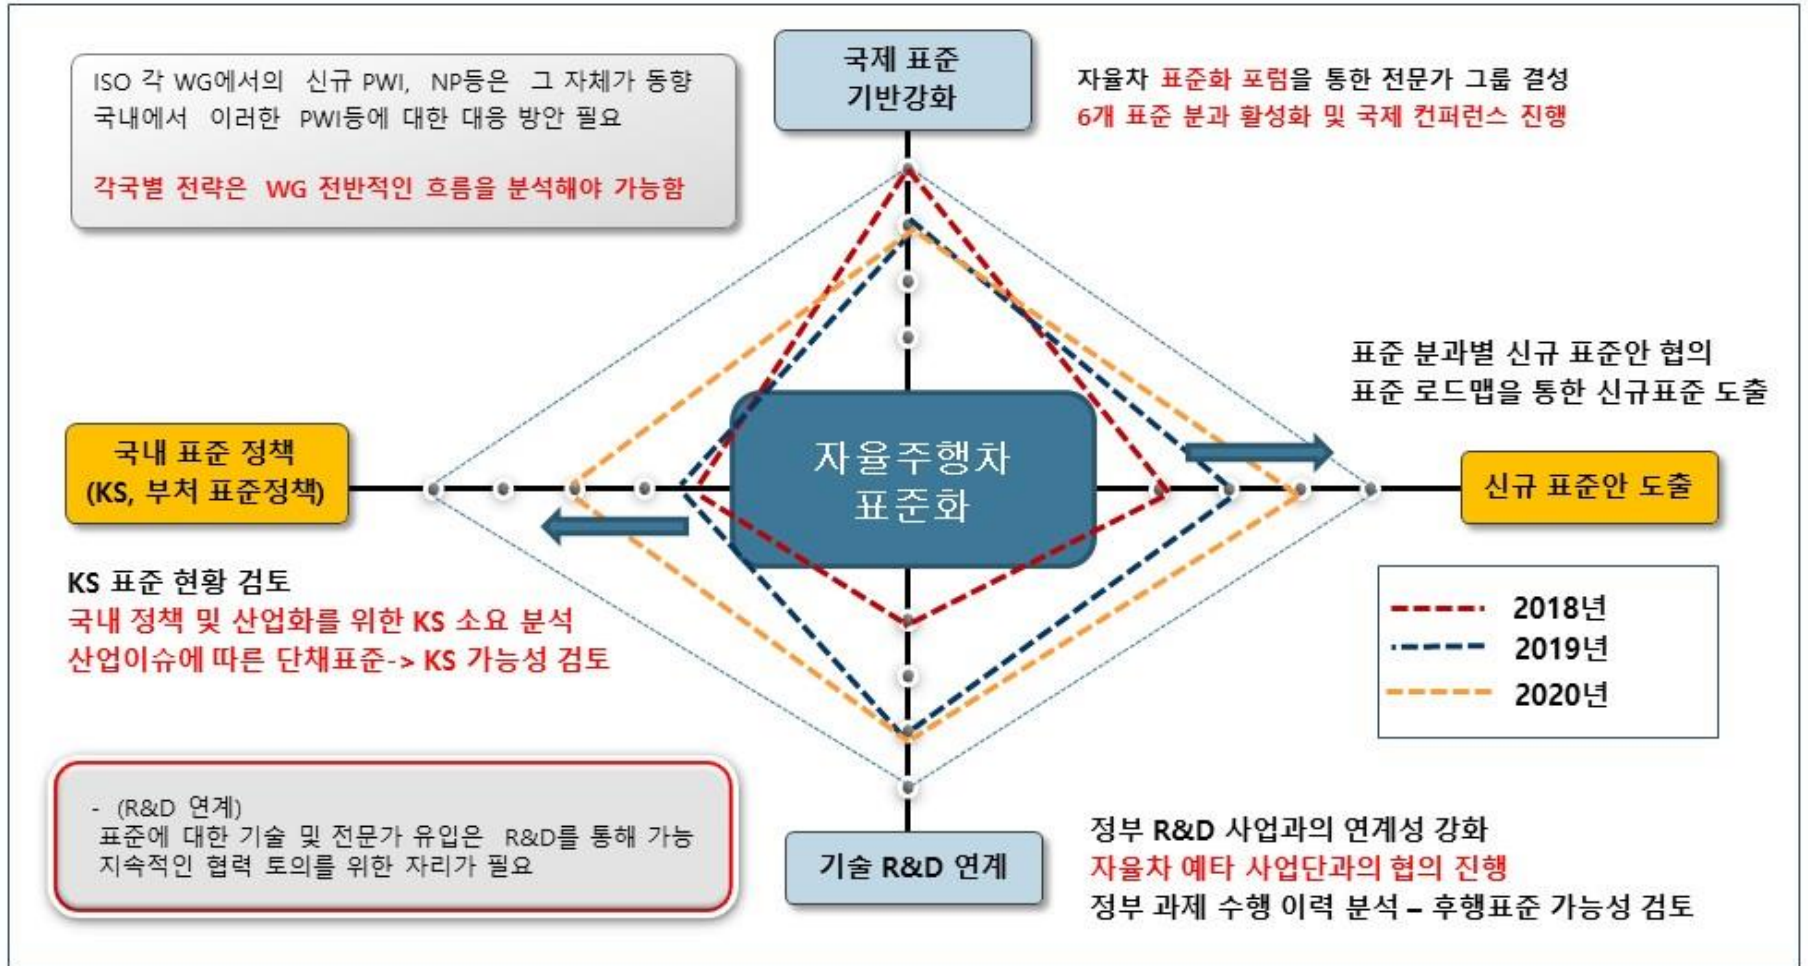 국제 표준
기반강화
ISO 각 WG에서의 신규 PWI, NP등은 그 자체가 동향
국내에서 이러한 PWI등에 대한 대응 방안 필요
각국별 전략은 WG 전반적인 흐름을 분석해야 가능함
자율차 표준화 포럼을 통한 전문가 그룹 결성
6개 표준 분과 활성화 및 국제 컨퍼런스 진행
표준 분과별 신규 표준안 협의
표준 로드맵을 통한 신규표준 도출
국내 표준 정책
(KS, 부처 표준정책)
자율주행차
표준화
신규 표준안 도출
KS 표준 현황 검토
국내 정책 및 산업화를 위한 KS 소요 분석
산업이슈에 따른 단채표준-> KS 가능성 검토
2018년
2019년
2020년
- (R&D 연계)
표준에 대한 기술 및 전문가 유입은 R&D를 통해 가능
지속적인 협력 토의를 위한 자리가 필요
기술 R&D 연계
정부 R&D 사업과의 연계성 강화
자율차 예타 사업단과의 협의 진행
정부 과제 수행 이력 분석 – 후행표준 가능성 검토